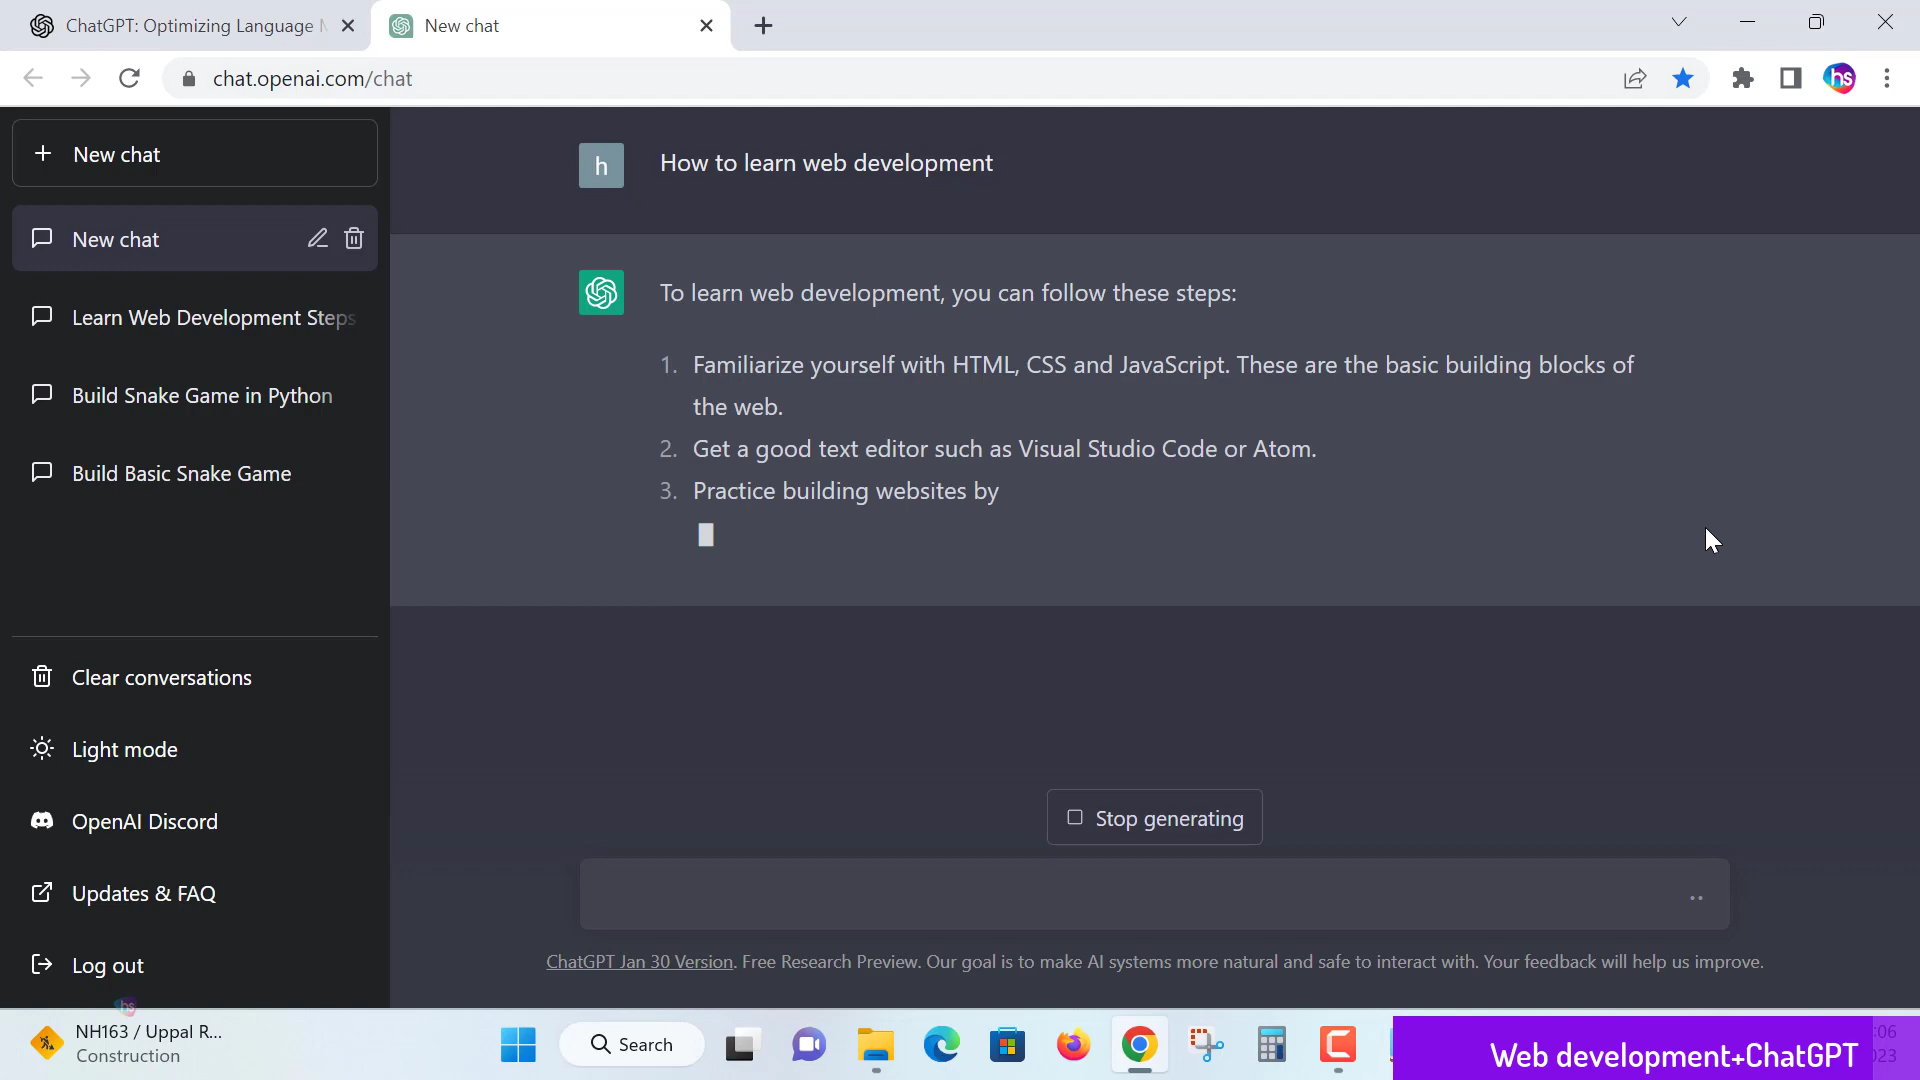 ChatGPT: Optimizing Language
New chat
chat.openai.com/chat
hs
New chat
New chat
Learn Web Development Steps
Build Snake Game in Python
Build Basic Snake Game
Clear conversations
Light mode
OpenAI Discord
Updates & FAQ
Log out
h
How to learn web development
To learn web development, you can follow these steps:
1. Familiarize yourself with HTML, CSS and JavaScript. These are the basic building blocks of
the web.
2. Get a good text editor such as Visual Studio Code or Atom.
3. Practice building websites by
Stop generating
ChatGPT Jan 30 Version. Free Research Preview. Our goal is to make AI systems more natural and safe to interact with. Your feedback will help us improve.
hs
NH163 / Uppal R...
Construction
Search
:06
Web development+ChatGPT